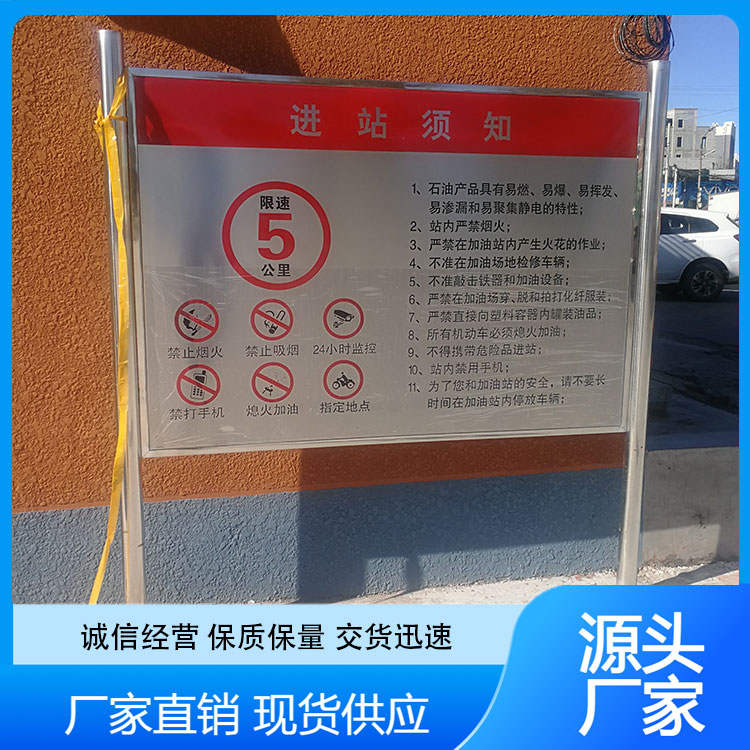 进站须知
限速
5
公里
禁止烟火
禁止吸烟
24小时监控
禁打手机
熄火加油
指定地点
1、石油产品具有易燃、易爆、易挥发、
易渗漏和易聚集静电的特性；
2、站内严禁烟火；
3、严禁在加油站内产生火花的作业；
4、不准在加油场地检修车辆；
5、不准敲击铁器和加油设备；
6、严禁在加油场穿、脱和拍打化纤服装；
7、严禁直接向塑料容器内罐装油品；
8、所有机动车必须熄火加油；
9、不得携带危险品进站；
10、站内禁用手机；
11、为了您和加油站的安全，请不要长
时间在加油站内停放车辆；
诚信经营 保质保量 交货迅速
厂家直销 现货供应
源头
厂家